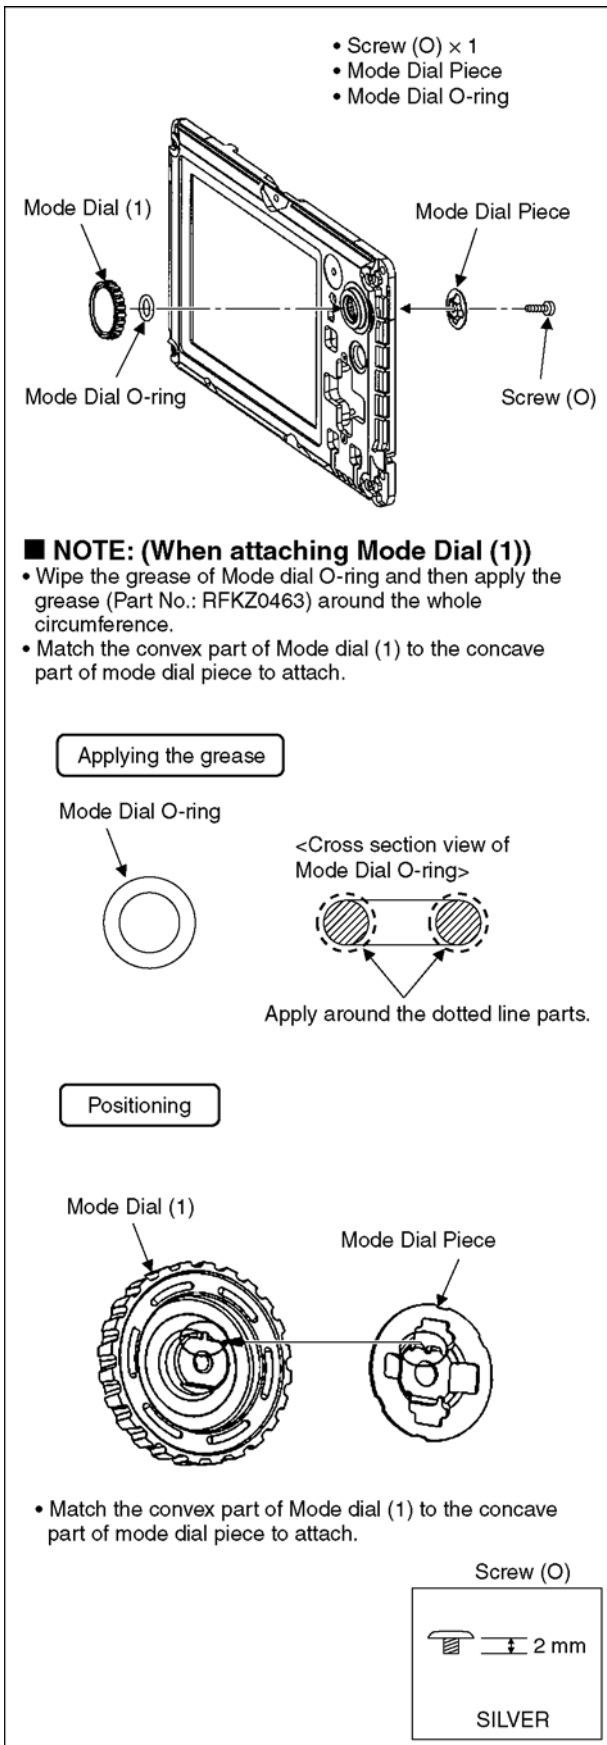 • Screw (O) × 1
• Mode Dial Piece
• Mode Dial O-ring
Mode Dial (1)
Mode Dial Piece
Mode Dial O-ring
Screw (O)
■ NOTE: (When attaching Mode Dial (1))
• Wipe the grease of Mode dial O-ring and then apply the
grease (Part No.: RFKZ0463) around the whole
circumference.
• Match the convex part of Mode dial (1) to the concave
part of mode dial piece to attach.
Applying the grease
Mode Dial O-ring
<Cross section view of
Mode Dial O-ring>
Apply around the dotted line parts.
Positioning
Mode Dial (1)
Mode Dial Piece
• Match the convex part of Mode dial (1) to the concave
part of mode dial piece to attach.
Screw (O)
2 mm
SILVER